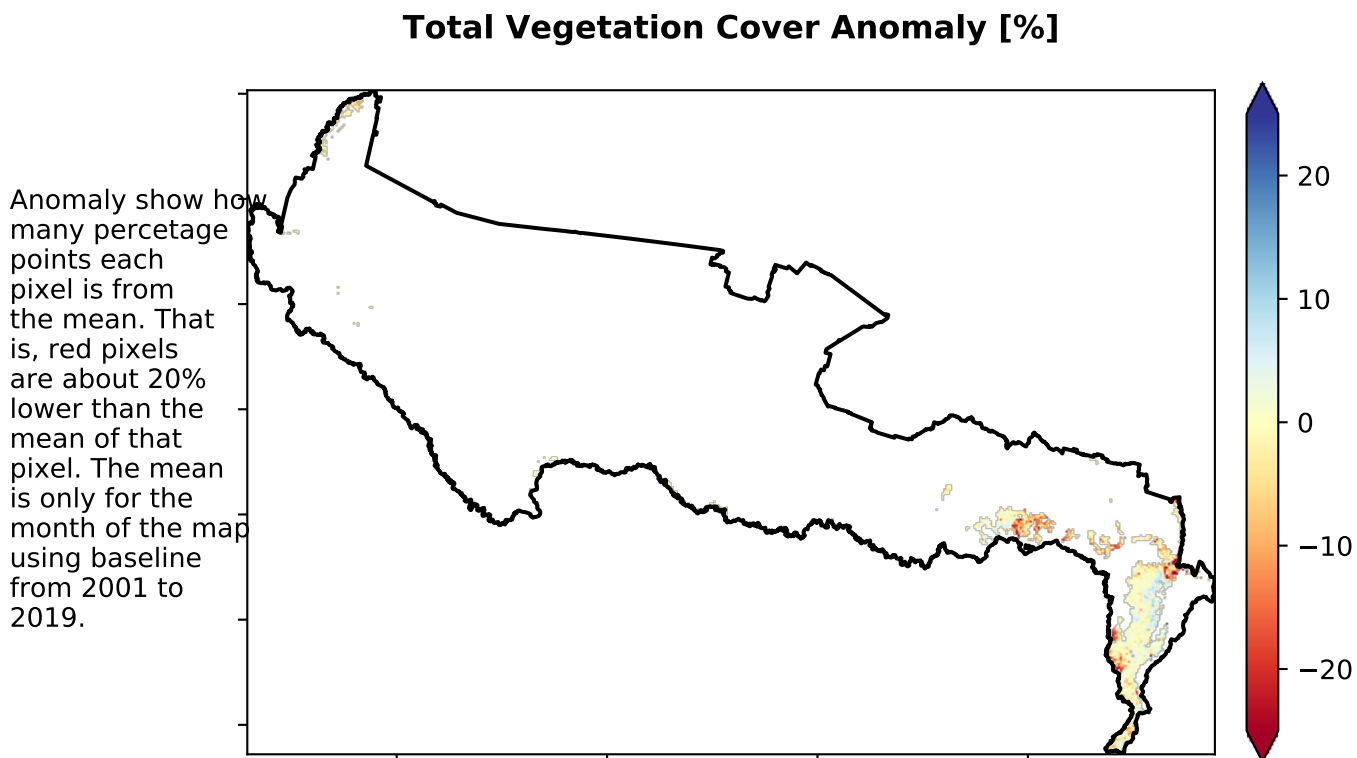 Total Vegetation Cover Anomaly [%]
Anomaly show how
many percetage
points each
pixel is from
the mean. That
is, red pixels
are about 20%
lower than the
mean of that
pixel. The mean
is only for the
month of the map
using baseline
from 2001 to
2019.
20
10
0
−10
−20